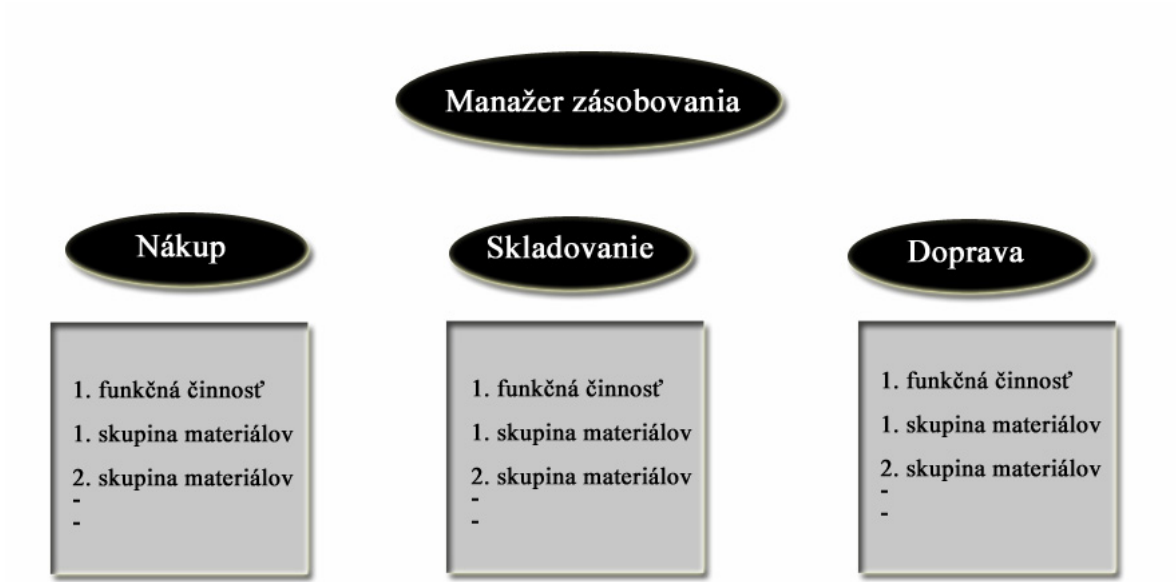 Manažer zásobovania
Nákup
Skladovanie
Doprava
1. funkčná činnosť
1. skupina materiálov
2. skupina materiálov
-
-
1. funkčná činnosť
1. skupina materiálov
2. skupina materiálov
-
-
1. funkčná činnosť
1. skupina materiálov
2. skupina materiálov
-
-